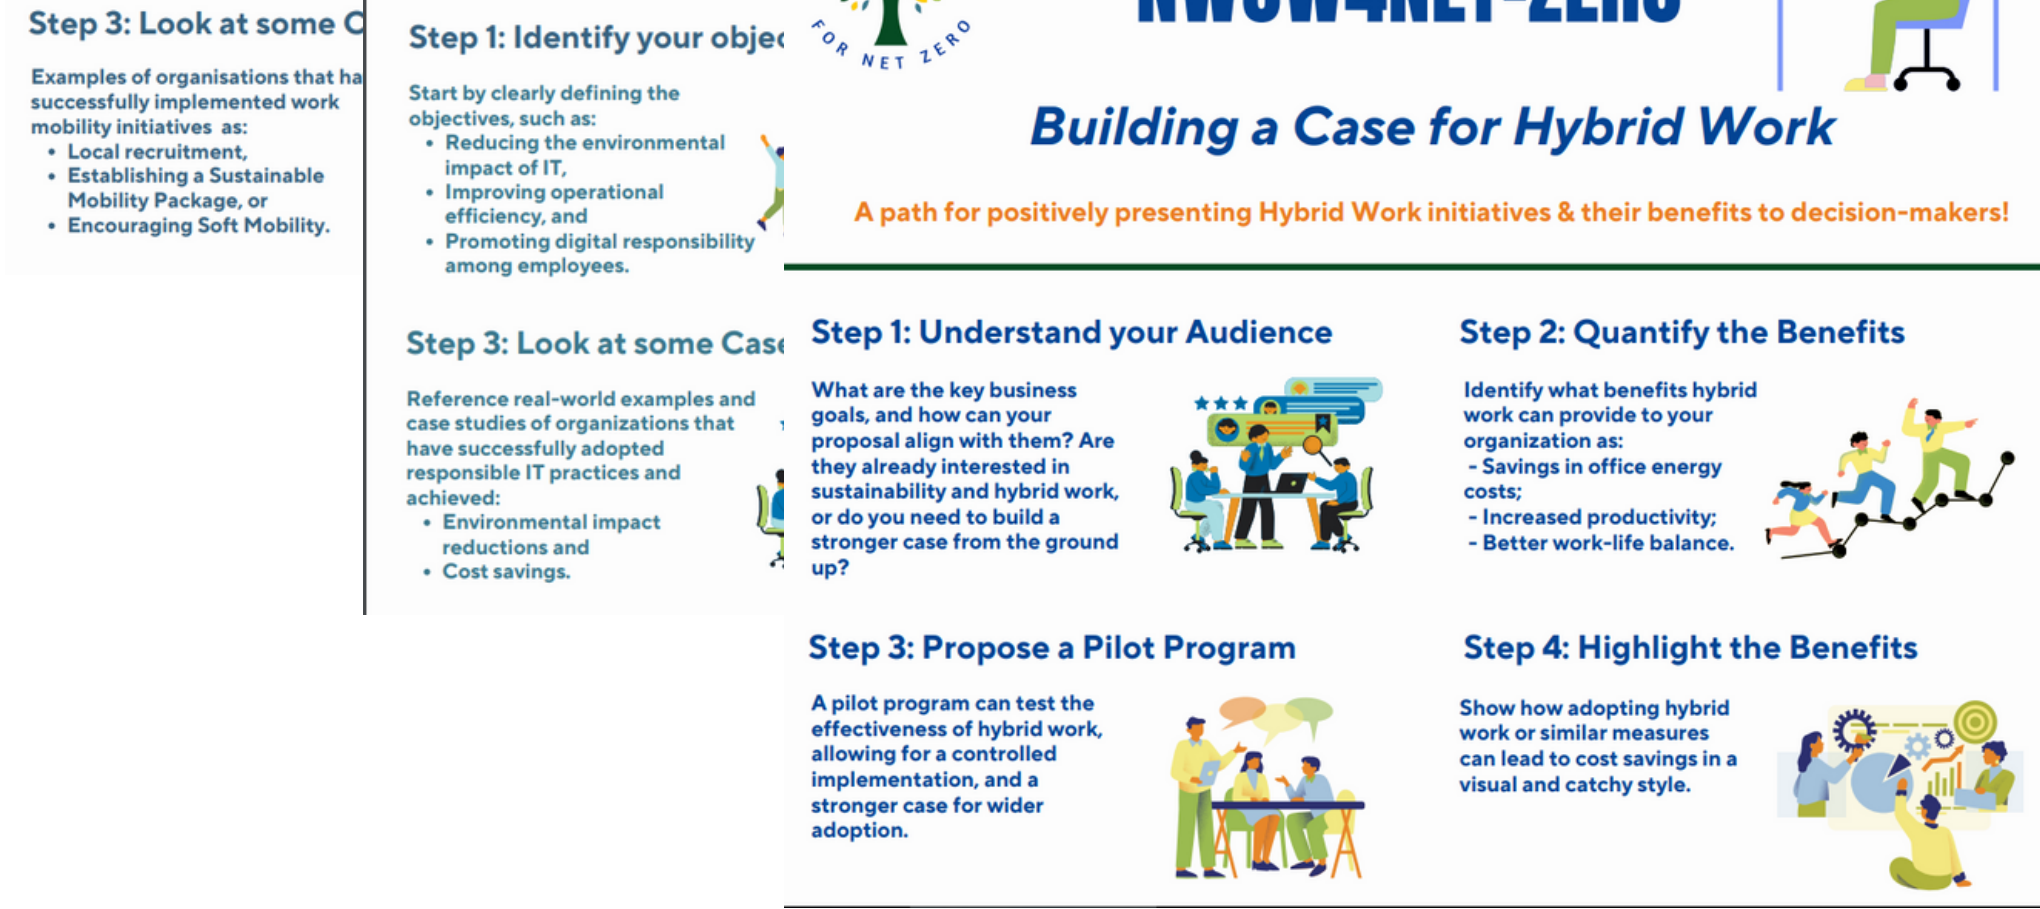 Step 3: Look at some
Examples of organisations that
successfully implemented work
mobility initiatives as:
• Local recruitment,
• Establishing a Sustainable
Mobility Package, or
• Encouraging Soft Mobility.
Step 1: Identify your
Start by clearly defining the
objectives, such as:
• Reducing the environmental
impact of IT,
• Improving operational
efficiency, and
• Promoting digital responsibility
among employees.
Step 3: Look at some
Reference real-world examples and
case studies of organizations that
have successfully adopted
responsible IT practices and
achieved:
• Environmental impact
reductions and
• Cost savings.
FOR NET ZERO
NWOW4NET-ZERO
Building a Case for Hybrid Work
A path for positively presenting Hybrid Work initiatives & their benefits to decision-makers!
Step 1: Understand your Audience
What are the key business
goals, and how can your
proposal align with them? Are
they already interested in
sustainability and hybrid work,
or do you need to build a
stronger case from the ground
up?
Step 2: Quantify the Benefits
Identify what benefits hybrid
work can provide to your
organization as:
- Savings in office energy
costs;
- Increased productivity;
- Better work-life balance.
Step 3: Propose a Pilot Program
A pilot program can test the
effectiveness of hybrid work,
allowing for a controlled
implementation, and a
stronger case for wider
adoption.
Step 4: Highlight the Benefits
Show how adopting hybrid
work or similar measures
can lead to cost savings in a
visual and catchy style.